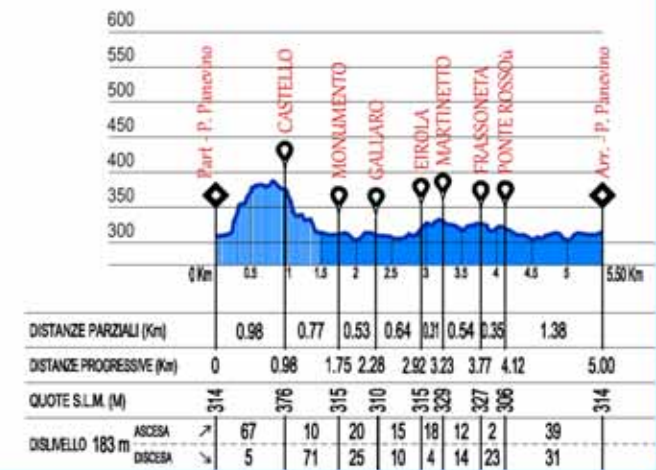 600
550
500
450
400
350
300
Part - P. Panevino
CASTELLO
MONUMENTO
GALLARO
EIROLA
MARTINETTO
FRASSONETA
PONTE ROSSOù
Arr. - P. Panevino
0 Km 0.5 1 1.5 2 2.5 3 3.5 4 4.5 5 5.50 Km
DISTANZE PARZIALI (Km) 0.98 0.77 0.53 0.64 0.31 0.54 0.35 1.38
DISTANZE PROGRESSIVE (Km) 0 0.98 1.75 2.28 2.92 3.23 3.77 4.12 5.00
QUOTE S.L.M. (M) 314 376 315 310 315 329 327 306 314
DISLIVELLO 183 m
ASCESA ↗ 67 10 20 15 18 12 2 39
DISCESA ↘ 5 71 25 10 4 14 23 31